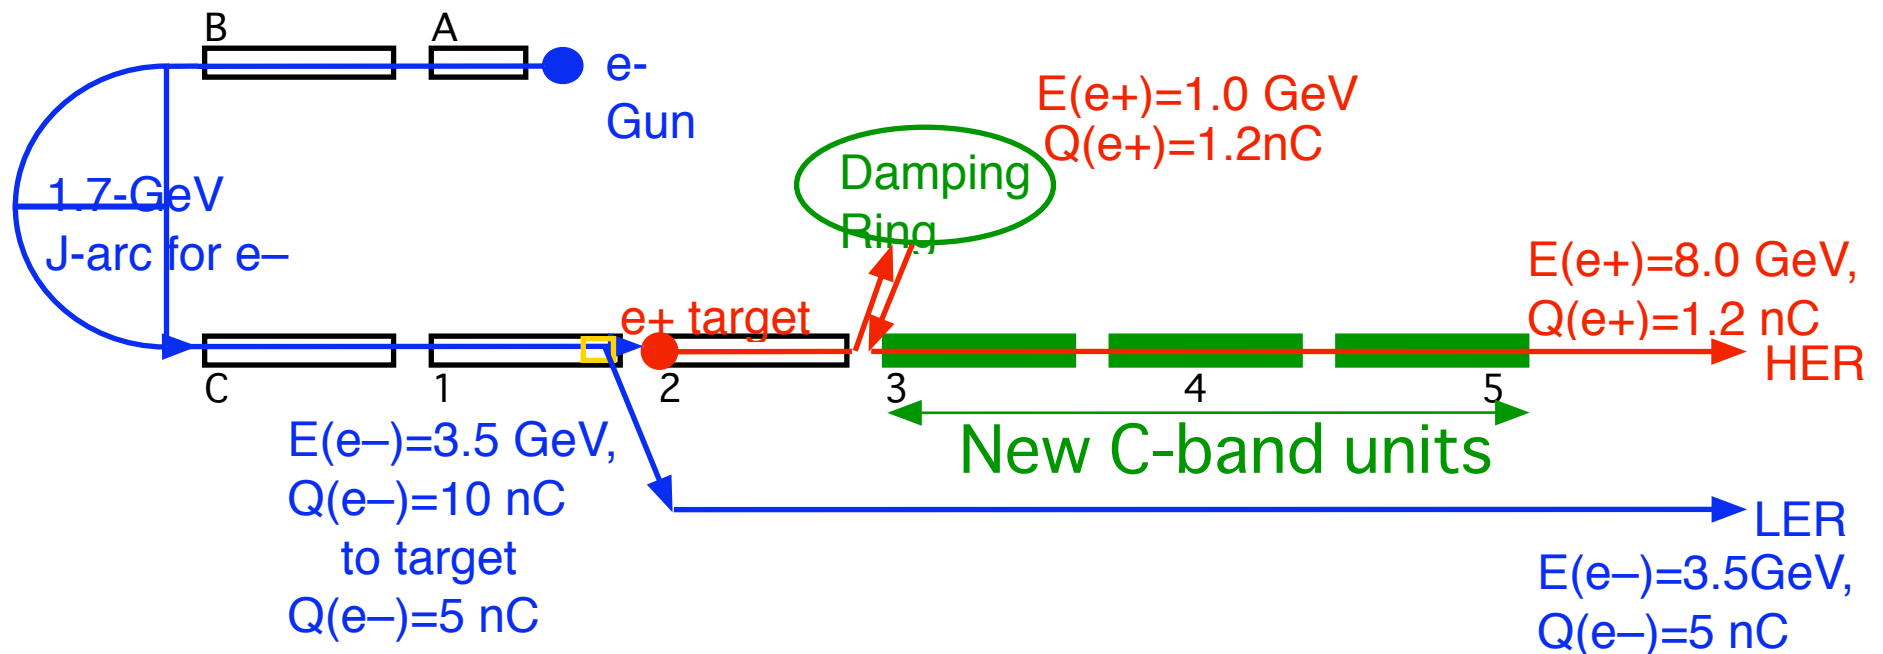 B
A
e-
Gun
E(e+)=1.0 GeV
Q(e+)=1.2nC
Damping
Ring
1.7-GeV
J-arc for e–
E(e+)=8.0 GeV,
Q(e+)=1.2 nC
HER
e+ target
C
1
2
3
4
5
New C-band units
E(e–)=3.5 GeV,
Q(e–)=10 nC
to target
Q(e–)=5 nC
LER
E(e–)=3.5GeV,
Q(e–)=5 nC